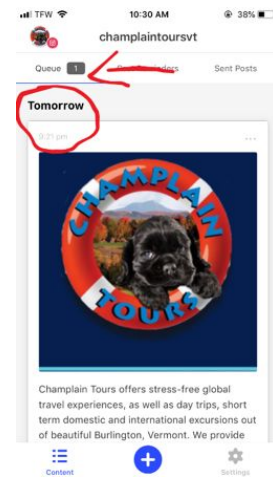 TFW 10:30 AM 38%
champlaintoursvt
Queue 1 Sent Posts
Tomorrow
9:21 pm
CHAMPLAIN
TOURS
Champlain Tours offers stress-free global
travel experiences, as well as day trips, short
term domestic and international excursions out
of beautiful Burlington, Vermont. We provide
Content Settings